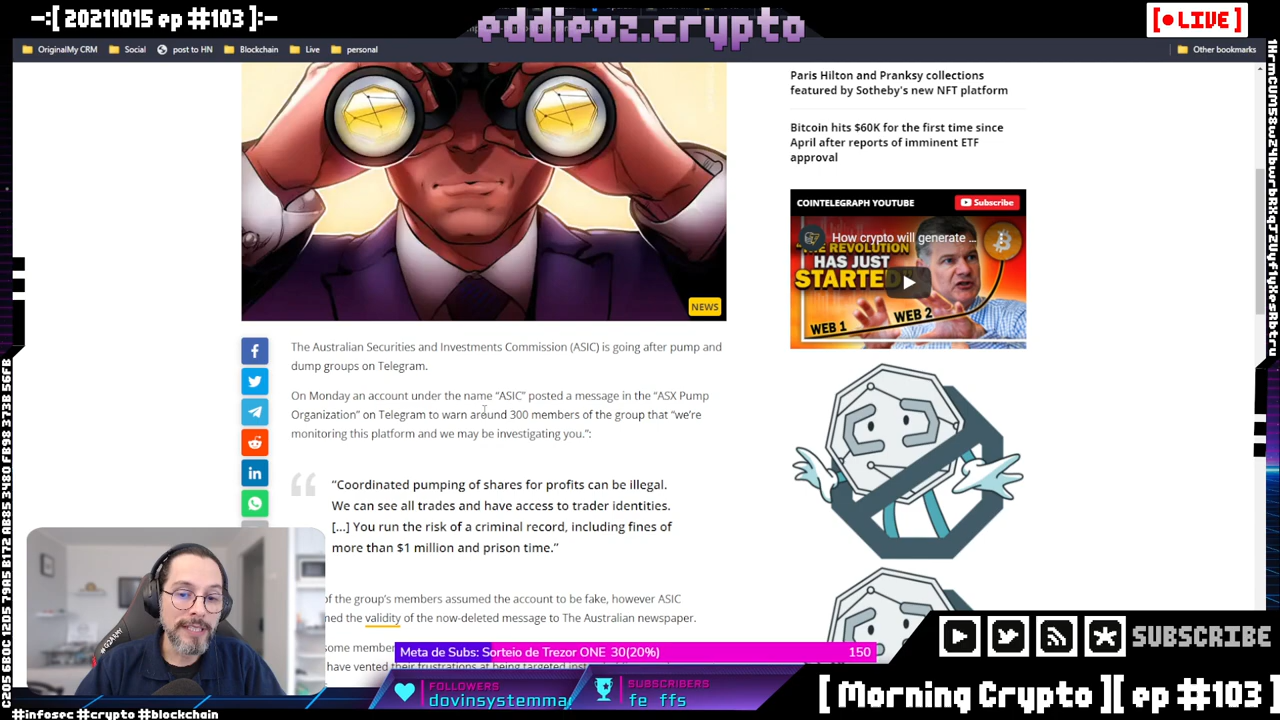 -:[ 20211015 ep #103 ]:-
eddieoz.crypto
[ • LIVE ]
OriginalMy CRM
Social
post to HN
Blockchain
Live
personal
Other bookmarks
Paris Hilton and Pranksy collections
featured by Sotheby's new NFT platform
Bitcoin hits $60K for the first time since
April after reports of imminent ETF
approval
COINTELEGRAPH YOUTUBE
Subscribe
How crypto will generate ...
REVOLUTION
HAS JUST
STARTED
WEB 1
WEB 2
NEWS
The Australian Securities and Investments Commission (ASIC) is going after pump and
dump groups on Telegram.
On Monday an account under the name “ASIC” posted a message in the “ASX Pump
Organization” on Telegram to warn around 300 members of the group that “we’re
monitoring this platform and we may be investigating you.”:
“Coordinated pumping of shares for profits can be illegal.
We can see all trades and have access to trader identities.
[...] You run the risk of a criminal record, including fines of
more than $1 million and prison time.”
of the group’s members assumed the account to be fake, however ASIC
the validity of the now-deleted message to The Australian newspaper.
some
have vented their frustrations at being targeted
Meta de Subs: Sorteio de Trezor ONE 30(20%)
150
FOLLOWERS
dovinsystemma
SUBSCRIBERS
fe ffs
SUBSCRIBE
[ Morning Crypto ][ ep #103 ]
#infosec #crypto #blockchain